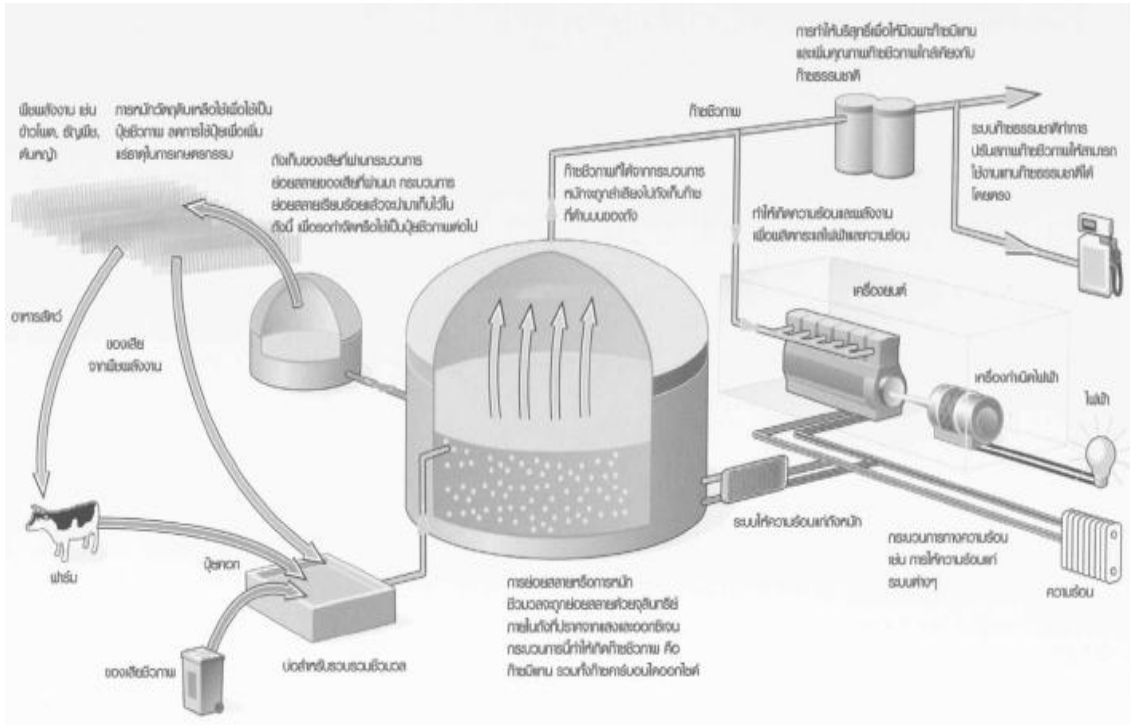 การทำให้บริสุทธิ์เพื่อให้มีเฉพาะก๊าซมีเทน
และเพิ่มคุณภาพก๊าซชีวภาพใกล้เคียงกับ
ก๊าซธรรมชาติ
พืชพลังงาน เช่น
ข้าวโพด, ธัญพืช,
ต้นหญ้า
การหมักวัตถุดิบเหลือใช้เพื่อใช้เป็น
ปุ๋ยชีวภาพ ลดการใช้ปุ๋ยเพื่อเพิ่ม
แร่ธาตุในการเกษตรกรรม
ก๊าซชีวภาพ
ถังเก็บของเสียที่ผ่านกระบวนการ
ย่อยสลายของเสียที่ผ่านมา กระบวนการ
ย่อยสลายเรียบร้อยแล้วจะนำมาเก็บไว้ใน
ถังนี้ เพื่อรอกำจัดหรือใช้เป็นปุ๋ยชีวภาพต่อไป
ก๊าซชีวภาพที่ได้จากกระบวนการ
หมักจะถูกลำเลียงไปถังเก็บก๊าซ
ที่ด้านบนของถัง
ระบบก๊าซธรรมชาติทำการ
ปรับสภาพก๊าซชีวภาพให้สามารถ
ใช้งานแทนก๊าซธรรมชาติได้
โดยตรง
ทำให้เกิดความร้อนและพลังงาน
เพื่อผลิตกระแสไฟฟ้าและความร้อน
เครื่องยนต์
อาหารสัตว์
ของเสีย
จากพืชพลังงาน
เครื่องกำเนิดไฟฟ้า
ไฟฟ้า
ระบบให้ความร้อนแก่ถังหมัก
กระบวนการทางความร้อน
เช่น การให้ความร้อนแก่
ระบบต่างๆ
ความร้อน
ฟาร์ม
ปุ๋ยคอก
การย่อยสลายหรือการหมัก
ชีวมวลจะถูกย่อยสลายด้วยจุลินทรีย์
ภายในถังที่ปราศจากแสงและออกซิเจน
กระบวนการนี้ทำให้เกิดก๊าซชีวภาพ คือ
ก๊าซมีเทน รวมทั้งก๊าซคาร์บอนไดออกไซด์
ของเสียชีวภาพ
บ่อสำหรับรวบรวมชีวมวล